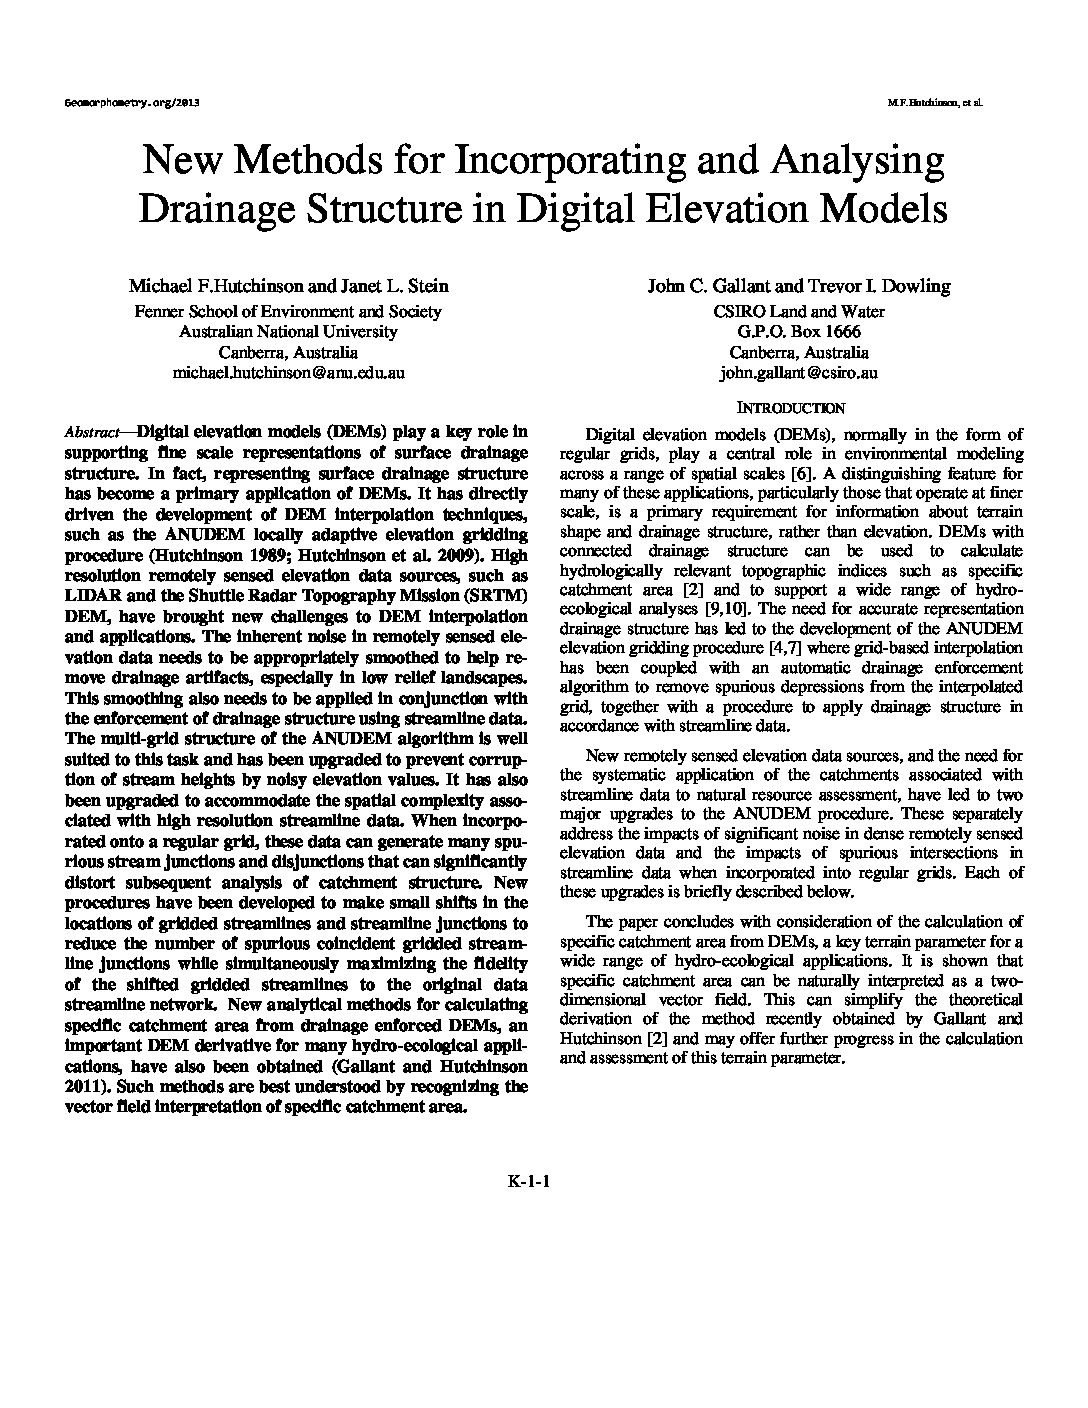 Geomorphometry.org/2013
M.F.Hutchinson, et al.
New Methods for Incorporating and Analysing
Drainage Structure in Digital Elevation Models
Michael F.Hutchinson and Janet L. Stein
Fenner School of Environment and Society
Australian National University
Canberra, Australia
michael.hutchinson@anu.edu.au
John C. Gallant and Trevor I. Dowling
CSIRO Land and Water
G.P.O. Box 1666
Canberra, Australia
john.gallant@csiro.au
Abstract—Digital elevation models (DEMs) play a key role in
supporting fine scale representations of surface drainage
structure. In fact, representing surface drainage structure
has become a primary application of DEMs. It has directly
driven the development of DEM interpolation techniques,
such as the ANUDEM locally adaptive elevation gridding
procedure (Hutchinson 1989; Hutchinson et al. 2009). High
resolution remotely sensed elevation data sources, such as
LIDAR and the Shuttle Radar Topography Mission (SRTM)
DEM, have brought new challenges to DEM interpolation
and applications. The inherent noise in remotely sensed ele-
vation data needs to be appropriately smoothed to help re-
move drainage artifacts, especially in low relief landscapes.
This smoothing also needs to be applied in conjunction with
the enforcement of drainage structure using streamline data.
The multi-grid structure of the ANUDEM algorithm is well
suited to this task and has been upgraded to prevent corrup-
tion of stream heights by noisy elevation values. It has also
been upgraded to accommodate the spatial complexity asso-
ciated with high resolution streamline data. When incorpo-
rated onto a regular grid, these data can generate many spu-
rious stream junctions and disjunctions that can significantly
distort subsequent analysis of catchment structure. New
procedures have been developed to make small shifts in the
locations of gridded streamlines and streamline junctions to
reduce the number of spurious coincident gridded stream-
line junctions while simultaneously maximizing the fidelity
of the shifted gridded streamlines to the original data
streamline network. New analytical methods for calculating
specific catchment area from drainage enforced DEMs, an
important DEM derivative for many hydro-ecological appli-
cations, have also been obtained (Gallant and Hutchinson
2011). Such methods are best understood by recognizing the
vector field interpretation of specific catchment area.
INTRODUCTION
Digital elevation models (DEMs), normally in the form of
regular grids, play a central role in environmental modeling
across a range of spatial scales [6]. A distinguishing feature for
many of these applications, particularly those that operate at finer
scale, is a primary requirement for information about terrain
shape and drainage structure, rather than elevation. DEMs with
connected drainage structure can be used to calculate
hydrologically relevant topographic indices such as specific
catchment area [2] and to support a wide range of hydro-
ecological analyses [9,10]. The need for accurate representation
drainage structure has led to the development of the ANUDEM
elevation gridding procedure [4,7] where grid-based interpolation
has been coupled with an automatic drainage enforcement
algorithm to remove spurious depressions from the interpolated
grid, together with a procedure to apply drainage structure in
accordance with streamline data.
New remotely sensed elevation data sources, and the need for
the systematic application of the catchments associated with
streamline data to natural resource assessment, have led to two
major upgrades to the ANUDEM procedure. These separately
address the impacts of significant noise in dense remotely sensed
elevation data and the impacts of spurious intersections in
streamline data when incorporated into regular grids. Each of
these upgrades is briefly described below.
The paper concludes with consideration of the calculation of
specific catchment area from DEMs, a key terrain parameter for a
wide range of hydro-ecological applications. It is shown that
specific catchment area can be naturally interpreted as a two-
dimensional vector field. This can simplify the theoretical
derivation of the method recently obtained by Gallant and
Hutchinson [2] and may offer further progress in the calculation
and assessment of this terrain parameter.
K-1-1